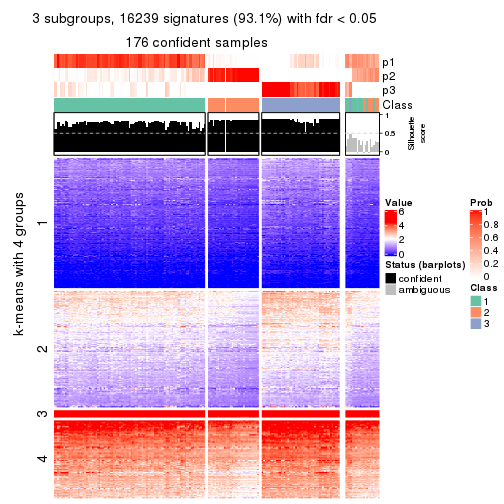 3 subgroups, 16239 signatures (93.1%) with fdr < 0.05
176 confident samples
p1
p2
p3
Class
1
0.5
0
Silhouette
score
k-means with 4 groups
1
2
3
4
Value
6
4
2
0
Status (barplots)
confident
ambiguous
Prob
1
0.8
0.6
0.4
0.2
0
Class
1
2
3